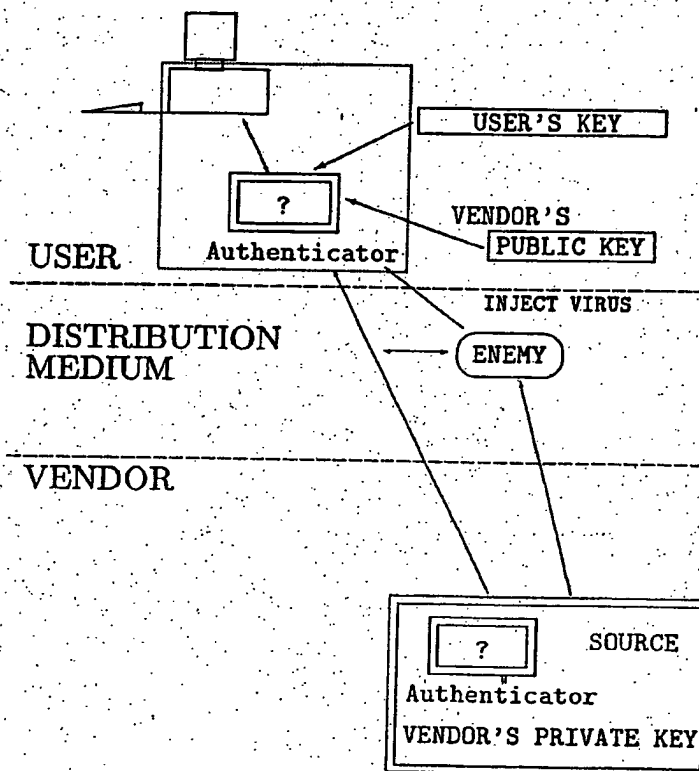 USER'S KEY
?
VENDOR'S
PUBLIC KEY
Authenticator
USER
INJECT VIRUS
DISTRIBUTION
MEDIUM
ENEMY
VENDOR
?
SOURCE
Authenticator
VENDOR'S PRIVATE KEY